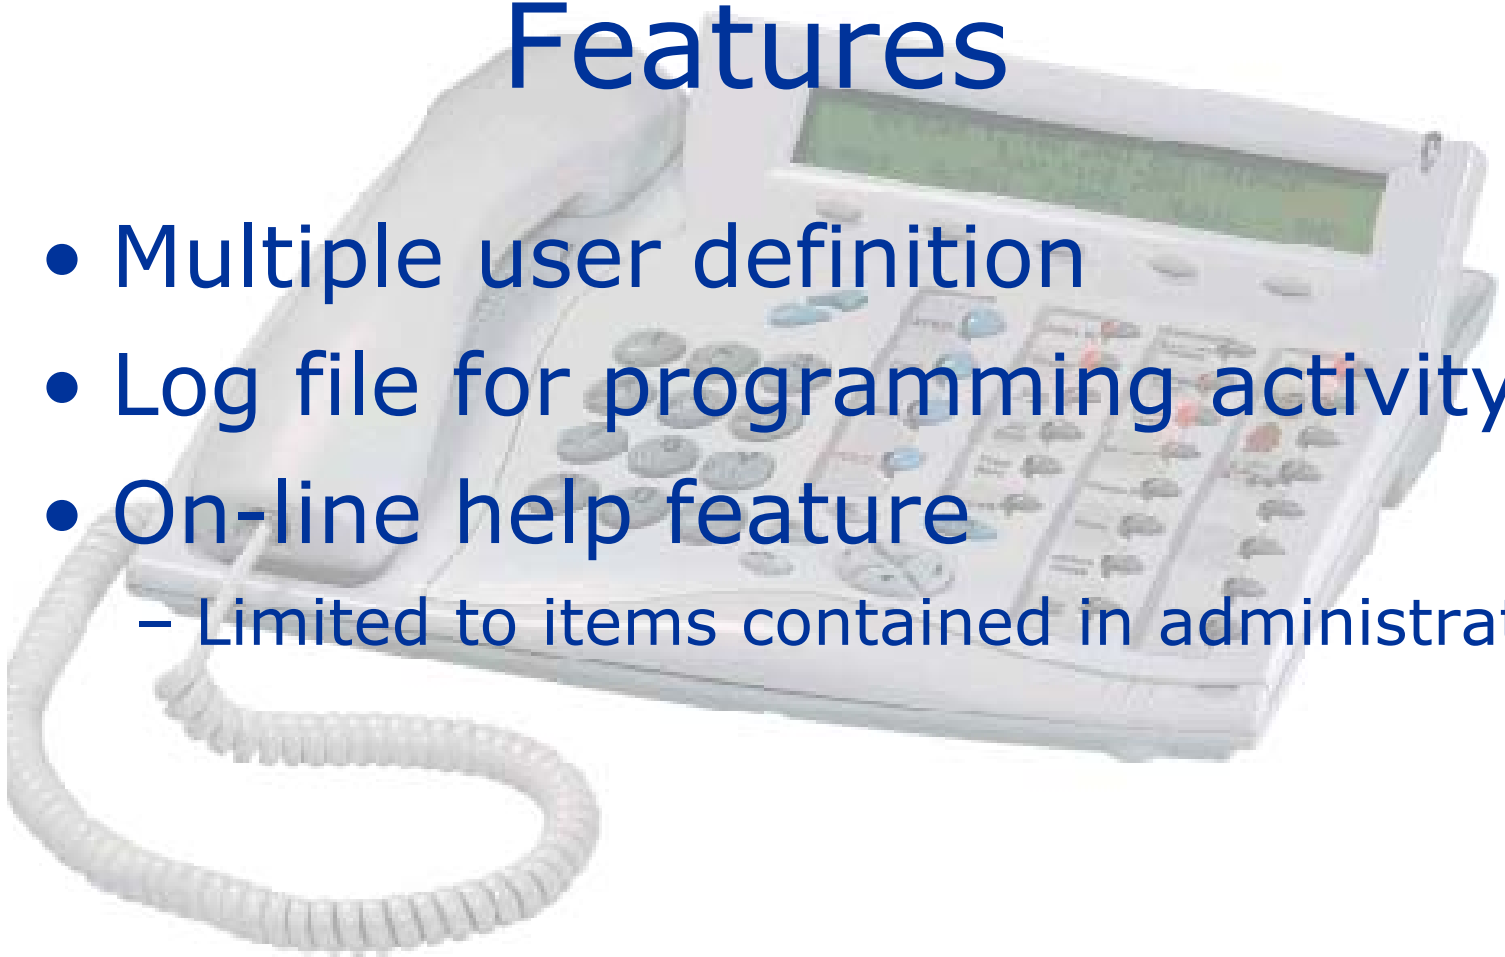 Features
• Multiple user definition
• Log file for programming activity
• On-line help feature
– Limited to items contained in administrat